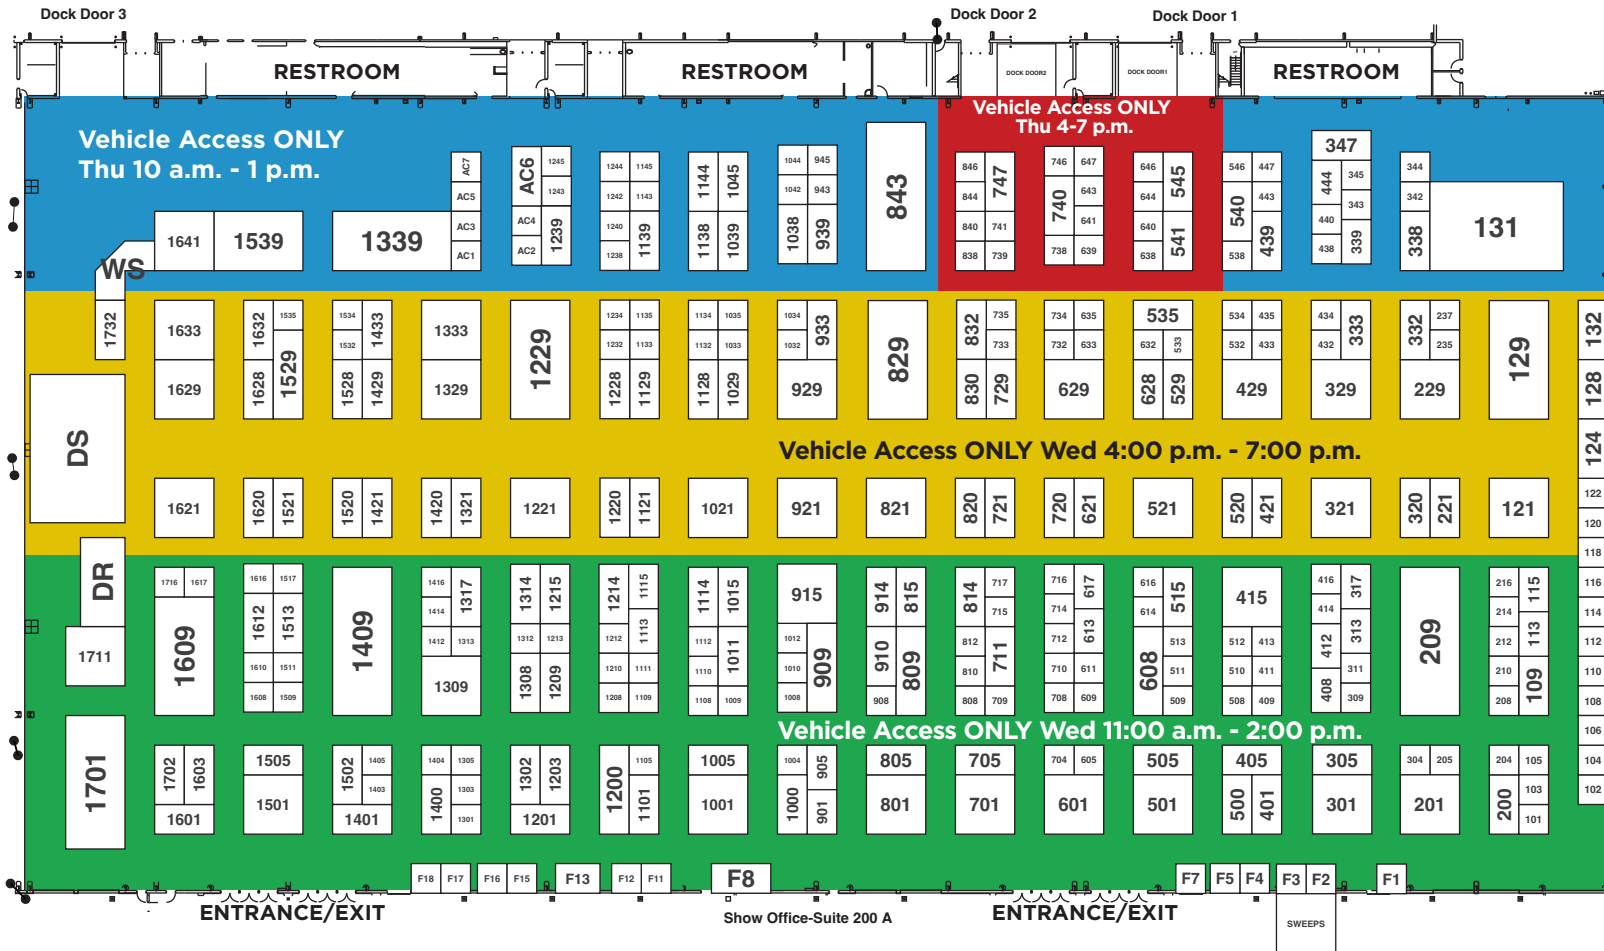 Dock Door 3
Dock Door 2
Dock Door 1
RESTROOM
RESTROOM
DOCK DOOR2
DOCK DOOR1
RESTROOM
Vehicle Access ONLY
Thu 10 a.m. - 1 p.m.
Vehicle Access ONLY
Thu 4-7 p.m.
AC7 AC6 1245 1244 1145 1144 1045 1044 945 843 846 747 746 647 646 545 546 447 347 344
AC5 1243 1242 1143 1042 943 844 740 643 644 540 443 444 345 343 342 131
1641 1539 1339 AC3 AC4 1239 1240 1139 1138 1039 1038 939 840 741 641 640 541 439 440 339 338
WS AC1 AC2 1238 838 739 738 639 638 538 438
1732 1633 1632 1535 1534 1433 1333 1229 1234 1135 1134 1035 1034 933 829 832 735 734 635 535 534 435 434 333 332 237 129 132
1529 1532 1232 1133 1132 1033 1032 733 732 633 632 533 532 433 432 235
1629 1628 1528 1429 1329 1228 1129 1128 1029 929 830 729 629 628 529 429 329 229 128
DS
Vehicle Access ONLY Wed 4:00 p.m. - 7:00 p.m.
124
1621 1620 1521 1520 1421 1420 1321 1221 1220 1121 1021 921 821 820 721 720 621 521 520 421 321 320 221 121 122
120
118
DR 1716 1617 1616 1517 1409 1416 1317 1314 1215 1214 1115 1114 1015 915 914 815 814 717 716 617 616 515 415 416 317 209 216 115 116
1609 1612 1513 1414 715 714 614 414 214 114
1711 1412 1313 1312 1213 1212 1113 1112 1011 1012 909 910 809 812 711 712 613 608 513 512 413 412 313 212 113 112
1610 1511 1309 1308 1209 1210 1111 1110 1010 810 710 611 511 510 411 311 210 109 110
1608 1509 1208 1109 1108 1009 1008 908 808 709 708 609 509 508 409 408 309 208 108
Vehicle Access ONLY Wed 11:00 a.m. - 2:00 p.m.
106
1701 1702 1603 1505 1502 1405 1404 1305 1302 1203 1200 1105 1005 1004 905 805 705 704 605 505 405 305 304 205 204 105 104
1403 1400 1303 1101 1000 500 401 200 103 102
1601 1501 1401 1301 1201 1001 901 801 701 601 501 301 201 101
F18 F17 F16 F15 F13 F12 F11 F8 F7 F5 F4 F3 F2 F1
ENTRANCE/EXIT
Show Office-Suite 200 A
ENTRANCE/EXIT
SWEEPS